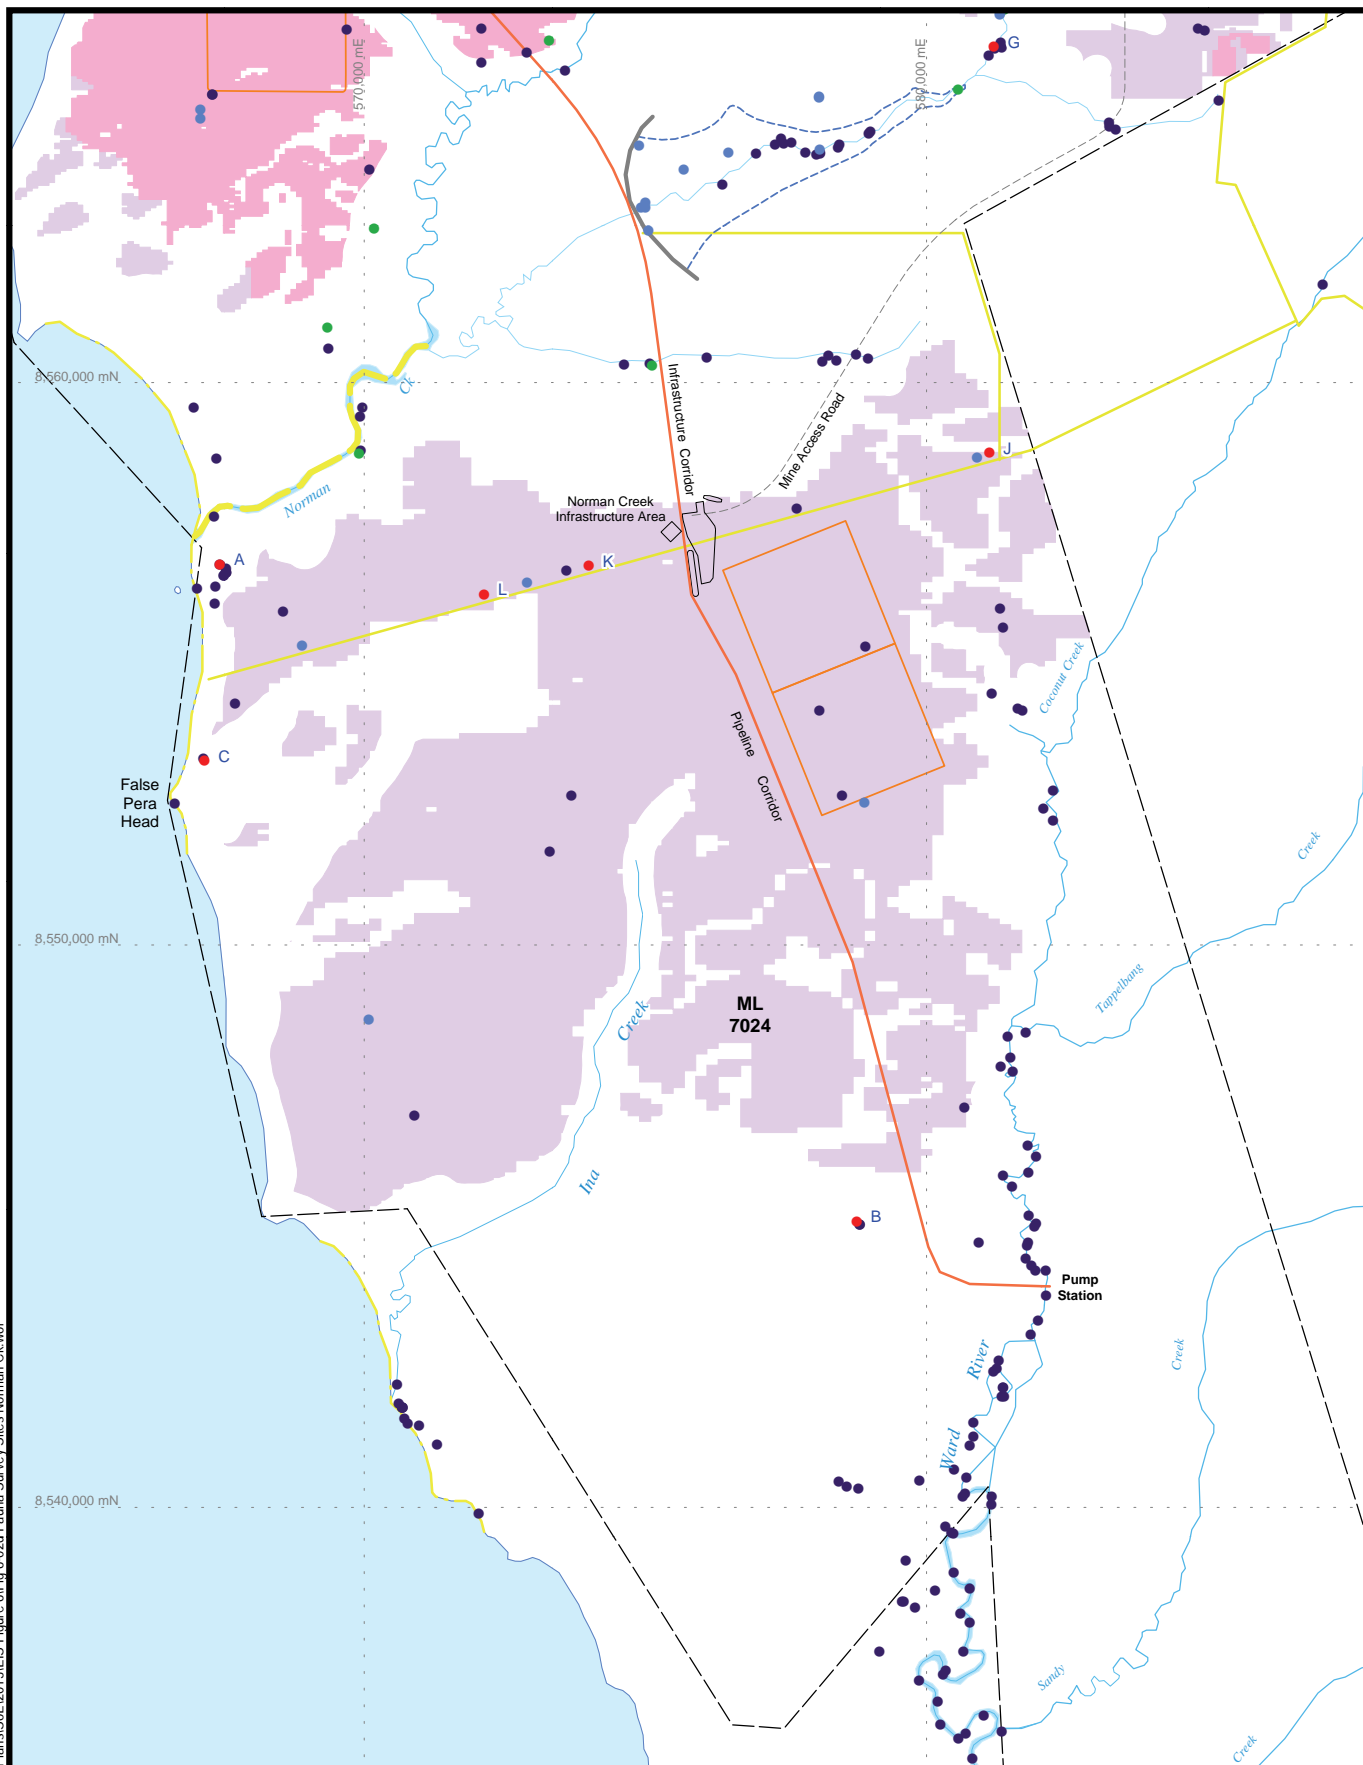 570,000 mE
580,000 mE
G
8,560,000 mN
Ck
Infrastructure Corridor
Mine Access Road
J
Norman
Norman Creek
Infrastructure Area
A
K
L
Coconut Creek
C
Pipeline Corridor
False
Pera
Head
Creek
8,550,000 mN
Tappelbang
ML
7024
Creek
Ina
B
Pump
Station
River
Creek
Ward
8,540,000 mN
Sandy
Creek